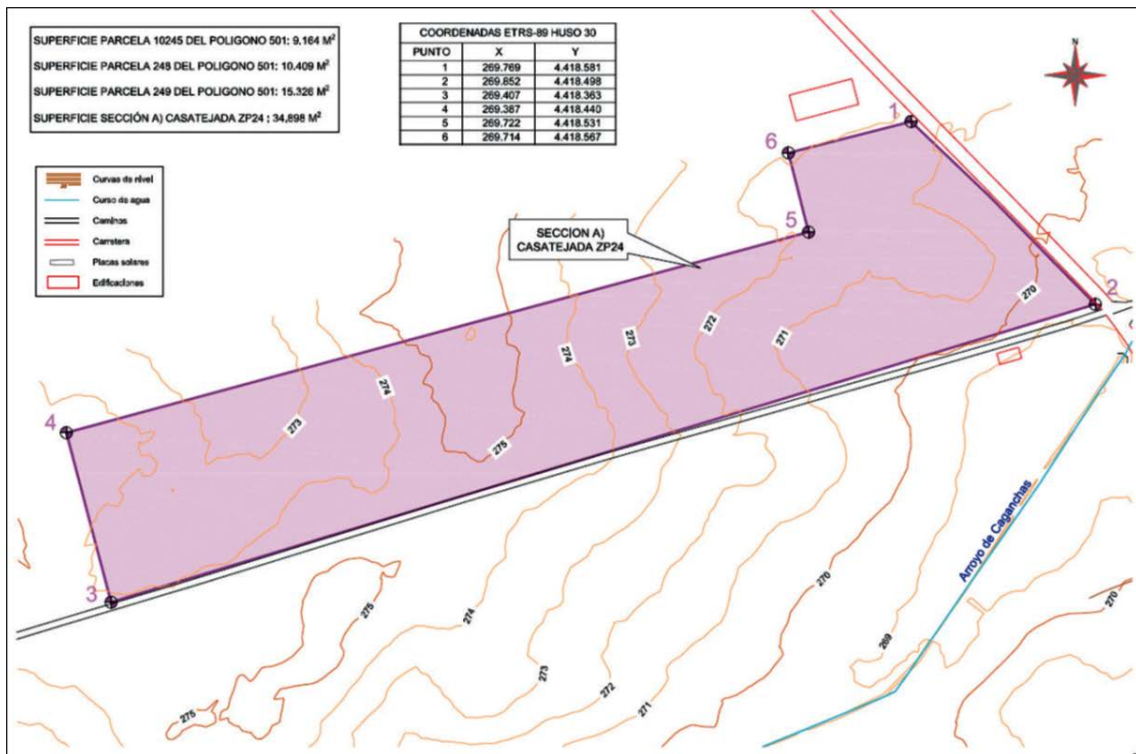 SUPERFICIE PARCELA 10245 DEL POLIGONO 501: 9.164 M²
SUPERFICIE PARCELA 248 DEL POLIGONO 501: 10.409 M²
SUPERFICIE PARCELA 249 DEL POLIGONO 501: 15.326 M²
SUPERFICIE SECCIÓN A) CASATEJADA ZP24 : 34,898 M²
COORDENADAS ETRS-89 HUSO 30
PUNTO X Y
1 269.769 4.418.581
2 269.852 4.418.498
3 269.407 4.418.363
4 269.387 4.418.440
5 269.722 4.418.531
6 269.714 4.418.567
N
Curvas de nivel
Curso de agua
Caminos
Carretera
Placas solares
Edificaciones
1
6
5
SECCION A)
CASATEJADA ZP24
2
270
272
271
273
274
274
4
273
275
3
275
274
270
269
273
272
271
275
270
Arroyo de Caganchas